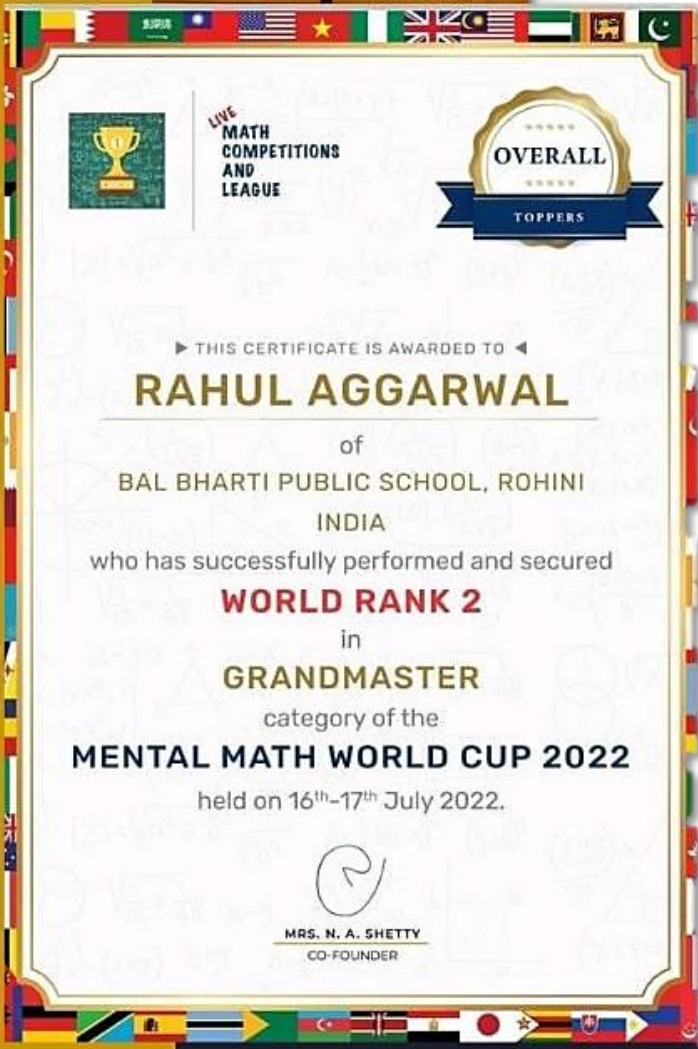 LIVE
MATH
COMPETITIONS
AND
LEAGUE
OVERALL
TOPPERS
▶ THIS CERTIFICATE IS AWARDED TO ◀
RAHUL AGGARWAL
of
BAL BHARTI PUBLIC SCHOOL, ROHINI
INDIA
who has successfully performed and secured
WORLD RANK 2
in
GRANDMASTER
category of the
MENTAL MATH WORLD CUP 2022
held on 16th-17th July 2022.
MRS. N. A. SHETTY
CO-FOUNDER